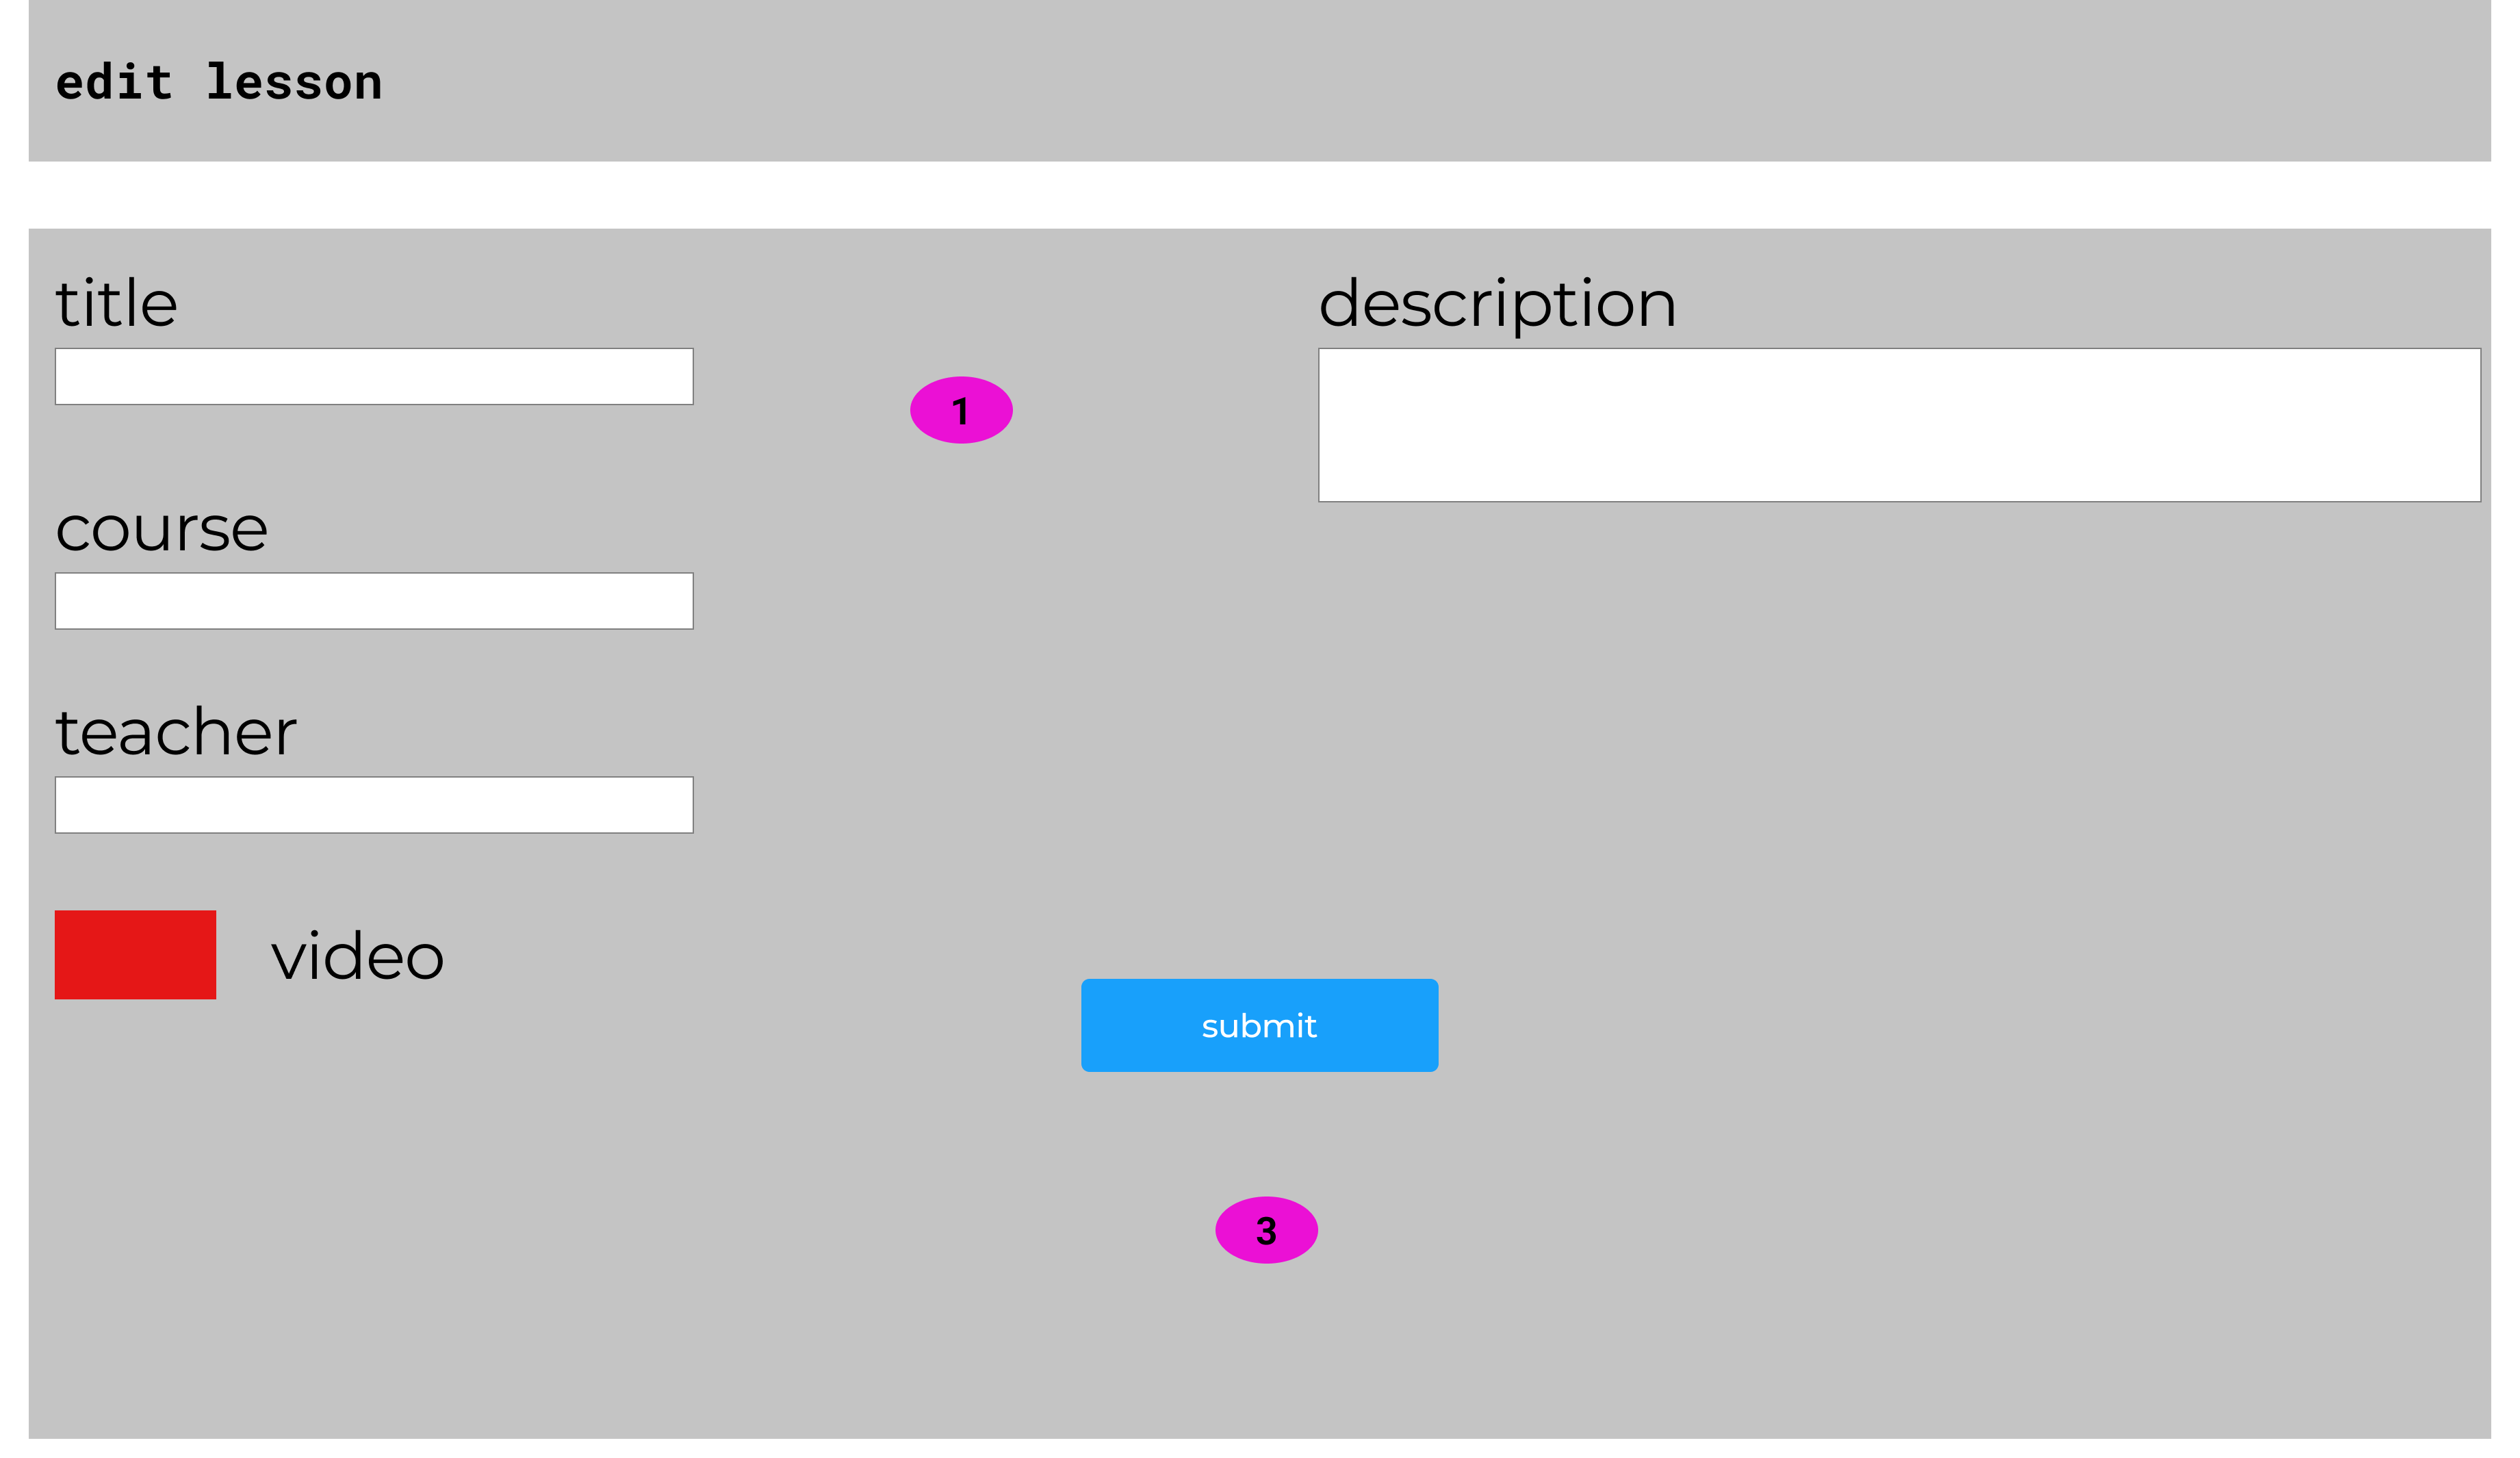 edit lesson
title
description
1
course
teacher
video
submit
3